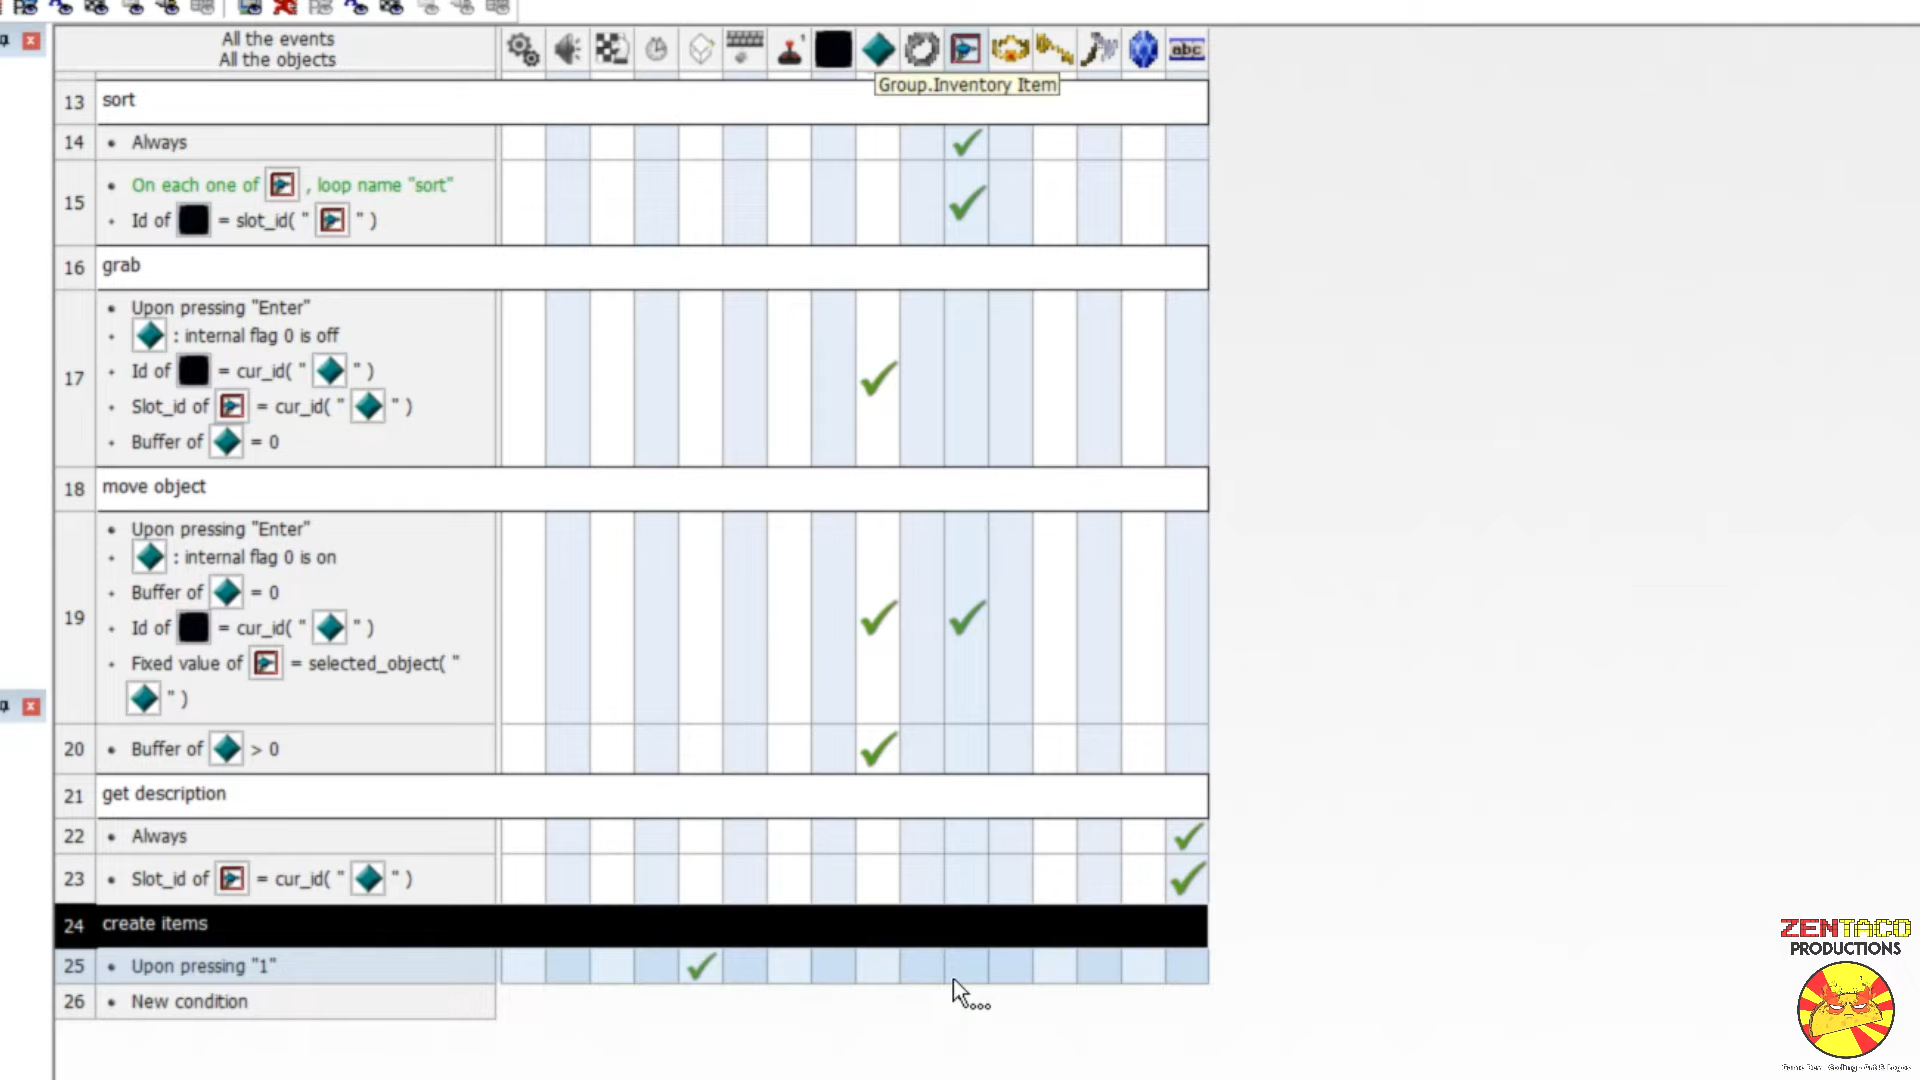 All the events
All the objects
abc
Group.Inventory Item
13 sort
14 • Always
15 • On each one of , loop name "sort"
• Id of = slot_id( " " )
16 grab
17 • Upon pressing "Enter"
• : internal flag 0 is off
• Id of = cur_id( " " )
• Slot_id of = cur_id( " " )
• Buffer of = 0
18 move object
19 • Upon pressing "Enter"
• : internal flag 0 is on
• Buffer of = 0
• Id of = cur_id( " " )
• Fixed value of = selected_object( "
" )
20 • Buffer of > 0
21 get description
22 • Always
23 • Slot_id of = cur_id( " " )
24 create items
25 • Upon pressing "1"
26 • New condition
ZENTACO
PRODUCTIONS